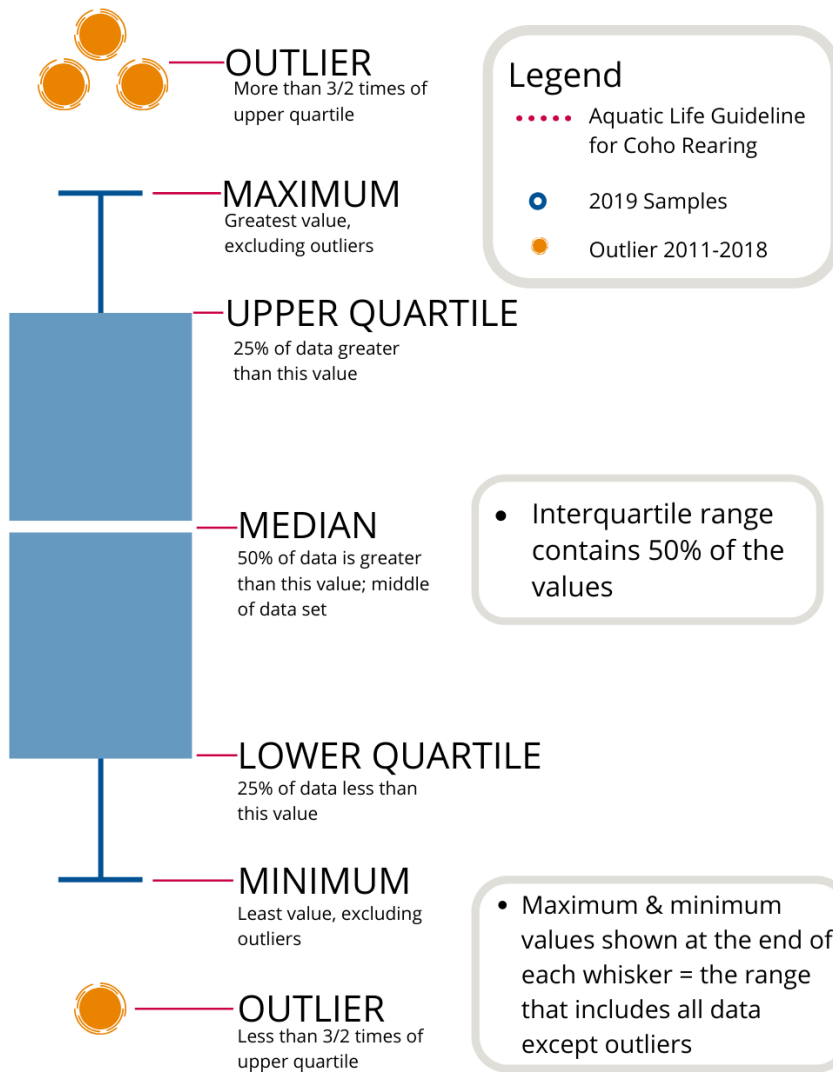 OUTLIER
More than 3/2 times of
upper quartile
MAXIMUM
Greatest value,
excluding outliers
UPPER QUARTILE
25% of data greater
than this value
MEDIAN
50% of data is greater
than this value; middle
of data set
LOWER QUARTILE
25% of data less than
this value
MINIMUM
Least value, excluding
outliers
OUTLIER
Less than 3/2 times of
upper quartile
Legend
Aquatic Life Guideline
for Coho Rearing
2019 Samples
Outlier 2011-2018
• Interquartile range
contains 50% of the
values
• Maximum & minimum
values shown at the end of
each whisker = the range
that includes all data
except outliers